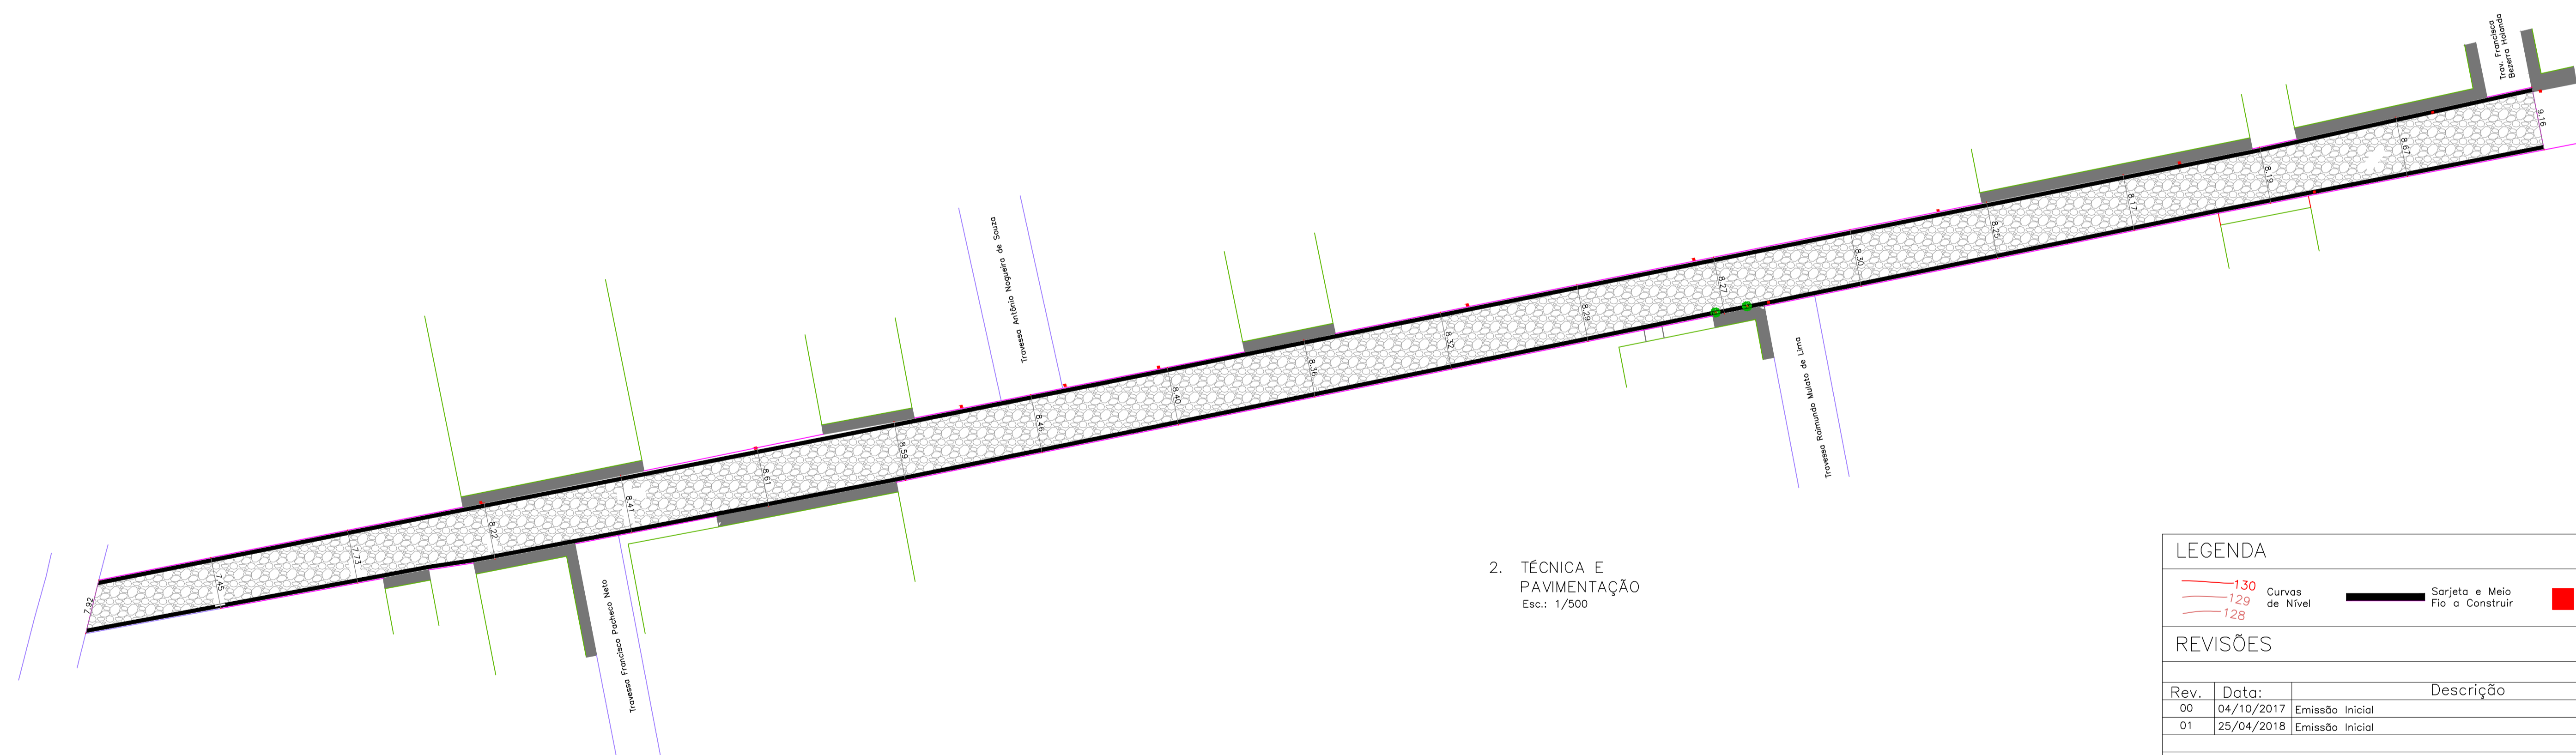 Trav. Francisca
Bezerra Holanda
9.16
8.67
8.19
8.17
8.25
8.30
8.27
8.29
8.32
8.36
8.40
8.46
8.59
8.61
8.41
8.22
7.73
7.45
7.92
Travessa Antônio Nogueira de Souza
Travessa Raimundo Mulato de Lima
Travessa Francisco Pacheco Neto
2. TÉCNICA E
PAVIMENTAÇÃO
Esc.: 1/500
LEGENDA
130
129
128
Curvas
de Nível
Sarjeta e Meio
Fio a Construir
REVISÕES
Rev. Data: Descrição
00 04/10/2017 Emissão Inicial
01 25/04/2018 Emissão Inicial